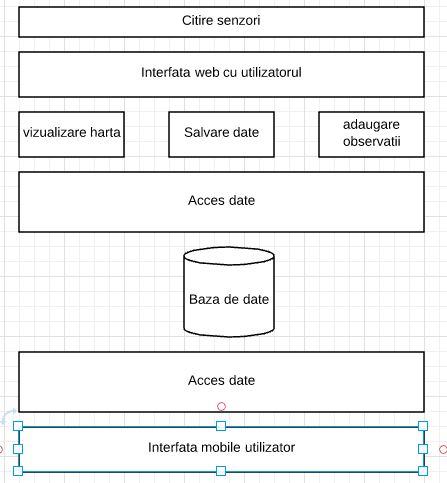 Citire senzori
Interfata web cu utilizatorul
vizualizare harta
Salvare date
adaugare
observatii
Acces date
Baza de date
Acces date
Interfata mobile utilizator